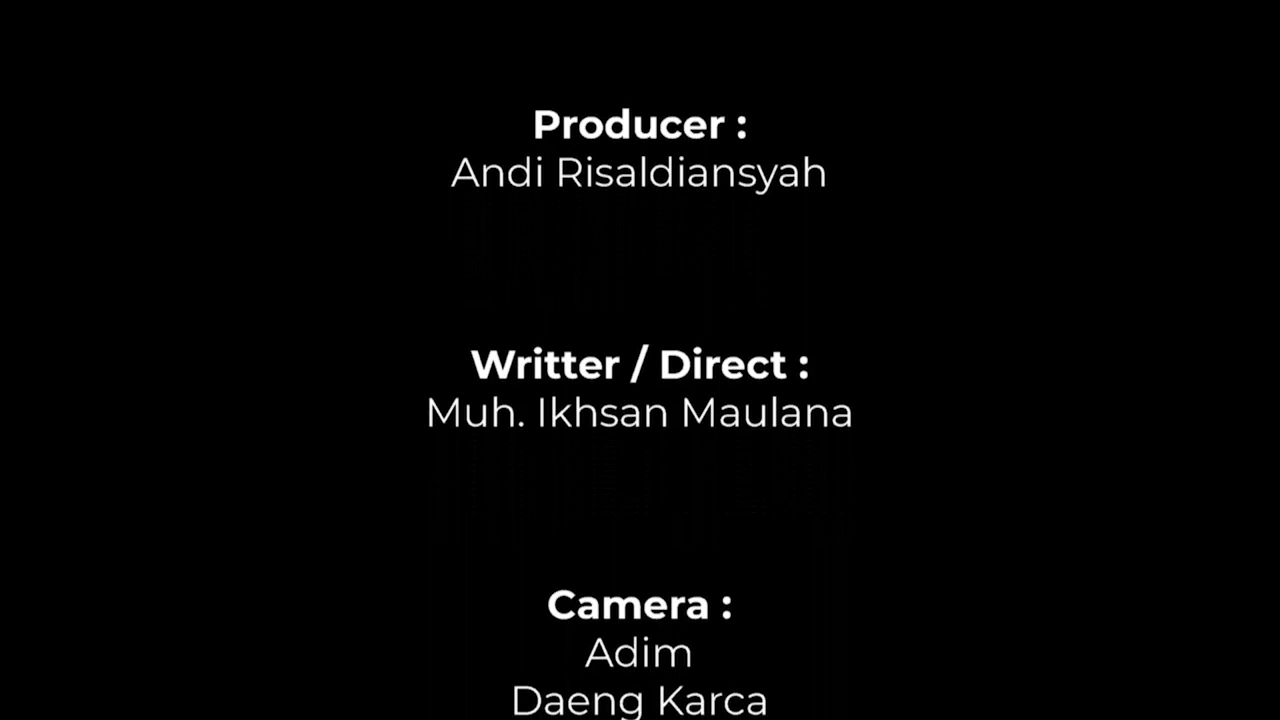 Producer :
Andi Risaldiansyah
Writter / Direct :
Muh. Ikhsan Maulana
Camera :
Adim
Daeng Karca